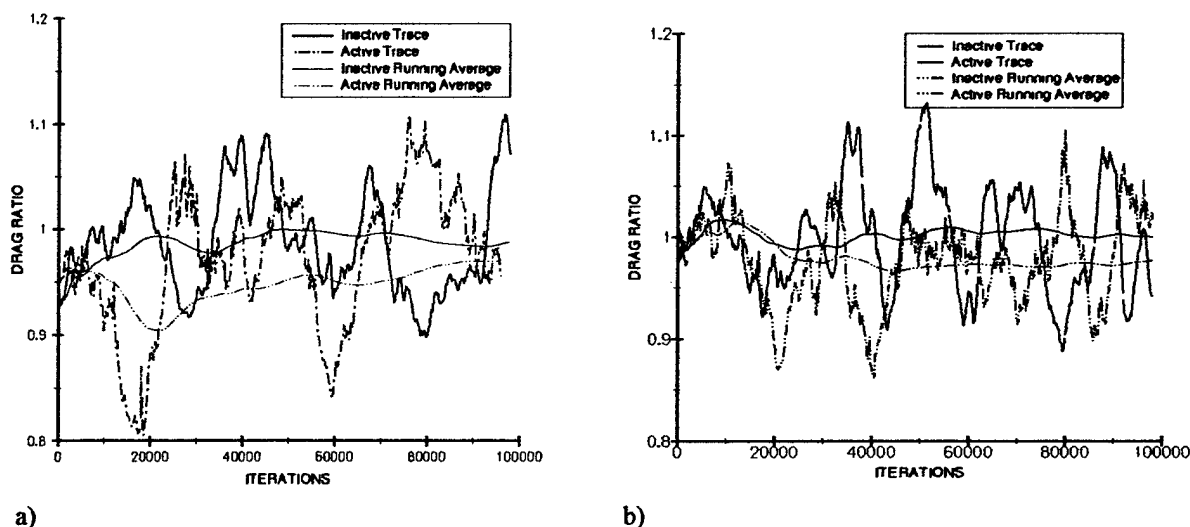 1.2
1.1
1
0.9
0.8
DRAG RATIO
Inactive Trace
Active Trace
Inactive Running Average
Active Running Average
0 20000 40000 60000 80000 100000
ITERATIONS
a)
1.2
1.1
1
0.9
0.8
DRAG RATIO
Inactive Trace
Active Trace
Inactive Running Average
Active Running Average
0 20000 40000 60000 80000 100000
ITERATIONS
b)